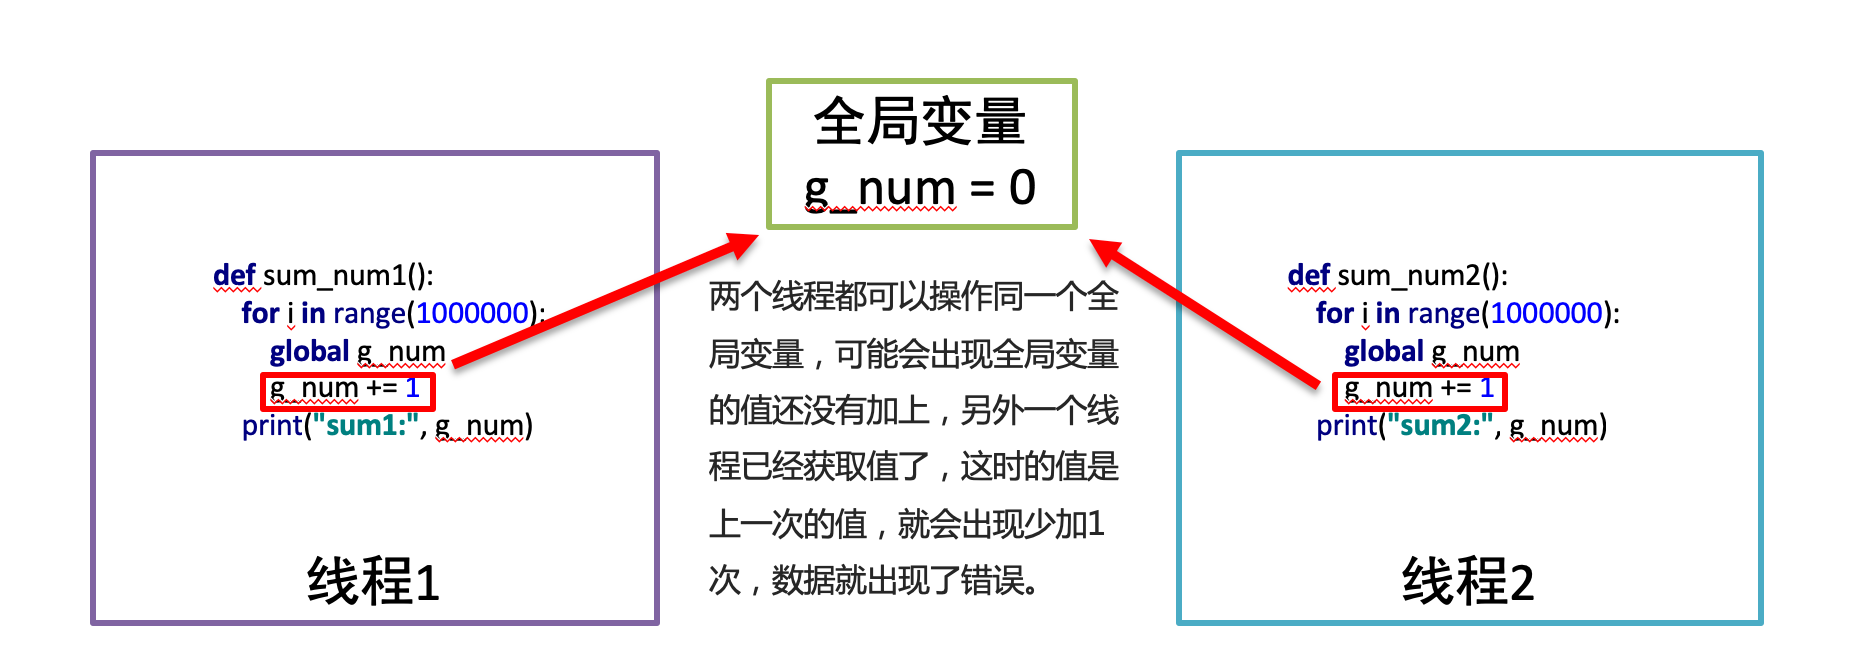 全局变量
g_num = 0
def sum_num1():
for i in range(1000000):
global g_num
g_num += 1
print("sum1:", g_num)
线程1
两个线程都可以操作同一个全
局变量，可能会出现全局变量
的值还没有加上，另外一个线
程已经获取值了，这时的值是
上一次的值，就会出现少加1
次，数据就出现了错误。
def sum_num2():
for i in range(1000000):
global g_num
g_num += 1
print("sum2:", g_num)
线程2